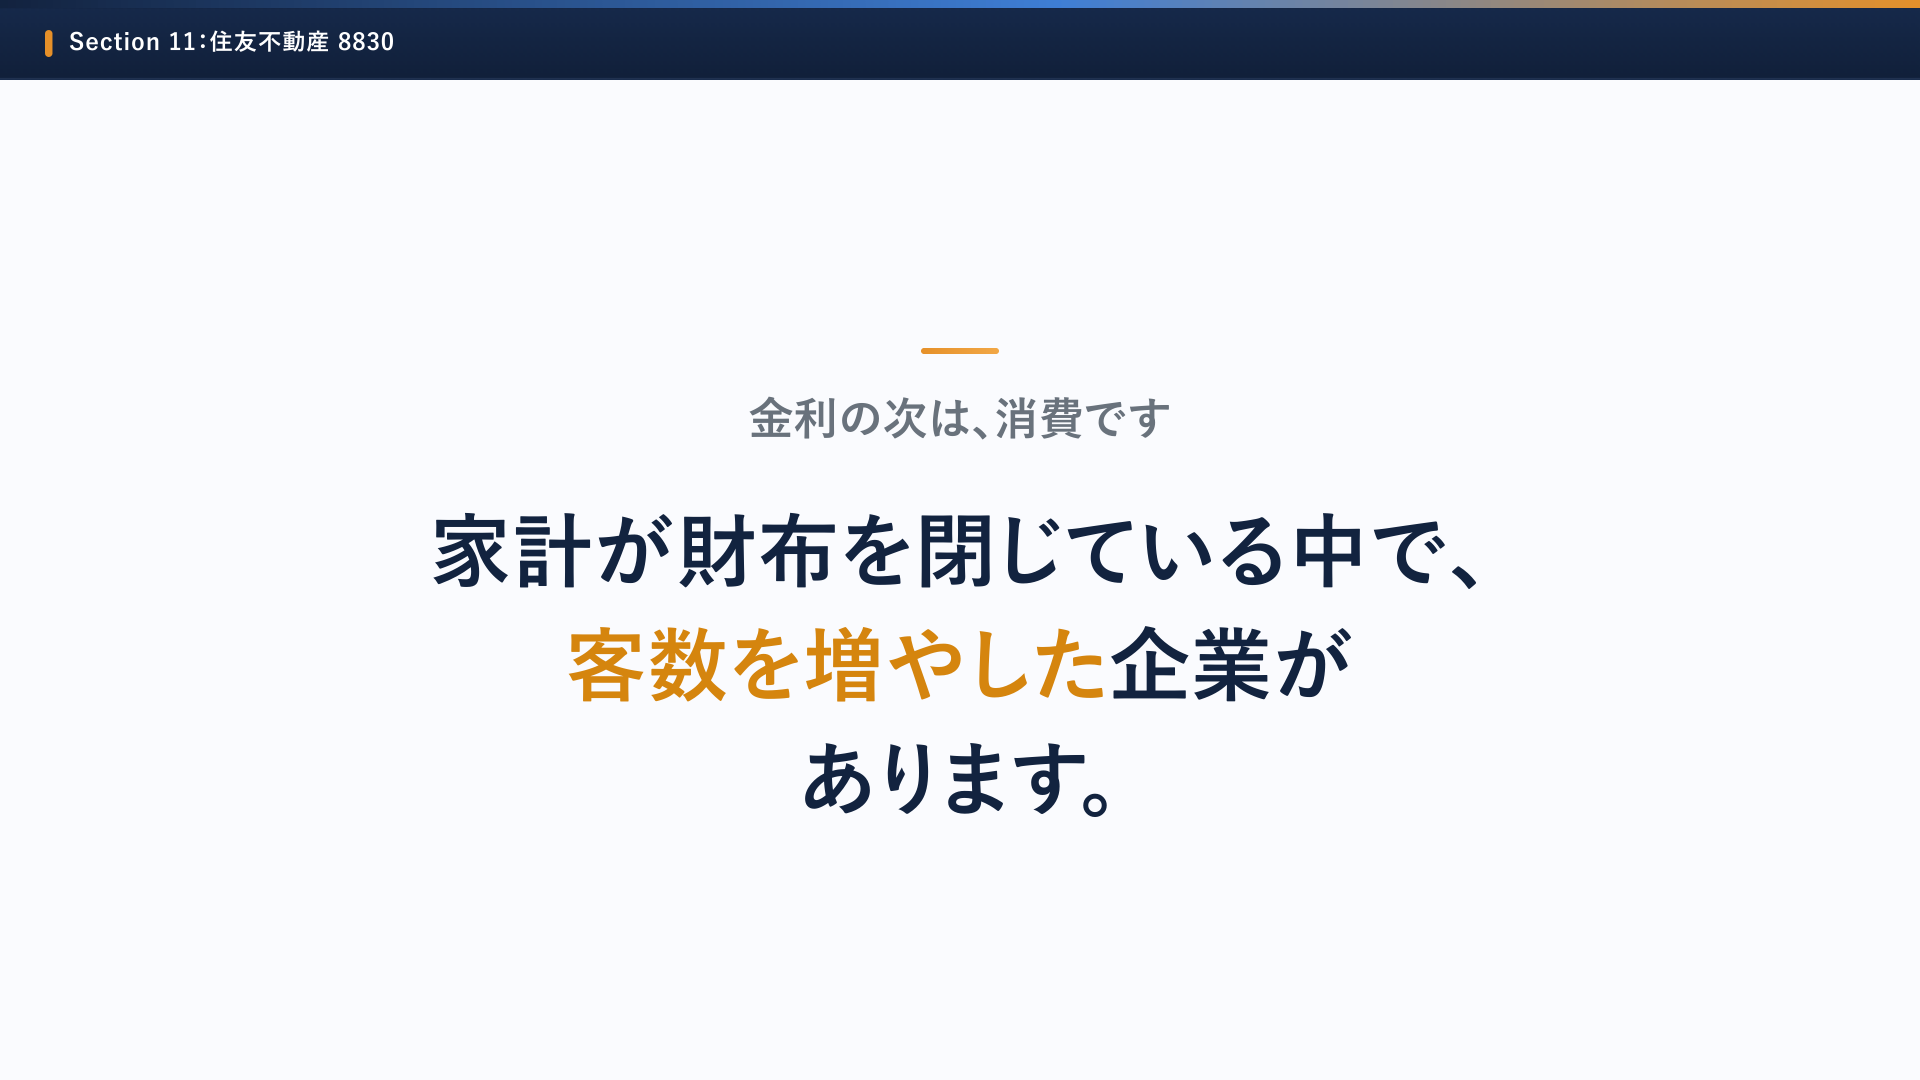 Section 11：住友不動産 8830
金利の次は、消費です
家計が財布を閉じている中で、
客数を増やした企業が
あります。